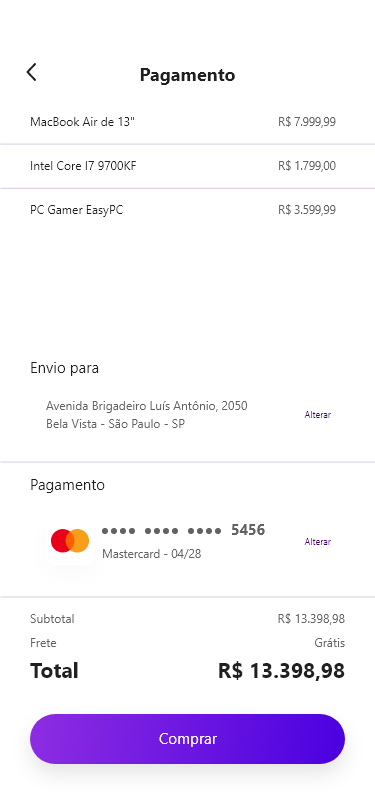 Pagamento
MacBook Air de 13" R$ 7.999,99
Intel Core I7 9700KF R$ 1.799,00
PC Gamer EasyPC R$ 3.599,99
Envio para
Avenida Brigadeiro Luís Antônio, 2050
Bela Vista - São Paulo - SP
Alterar
Pagamento
•••• •••• •••• 5456
Mastercard - 04/28
Alterar
Subtotal R$ 13.398,98
Frete Grátis
Total R$ 13.398,98
Comprar